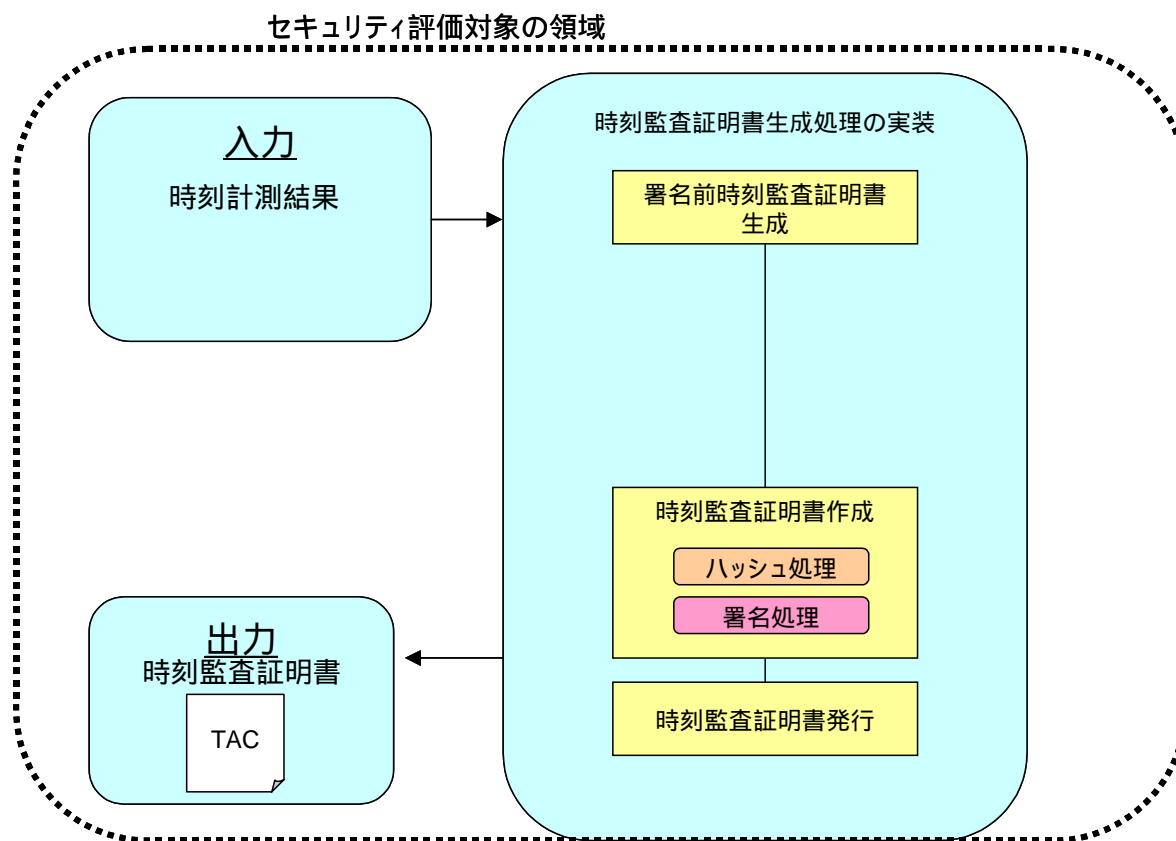 セキュリティ評価対象の領域
入力
時刻計測結果
時刻監査証明書生成処理の実装
署名前時刻監査証明書
生成
時刻監査証明書作成
ハッシュ処理
署名処理
時刻監査証明書発行
出力
時刻監査証明書
TAC